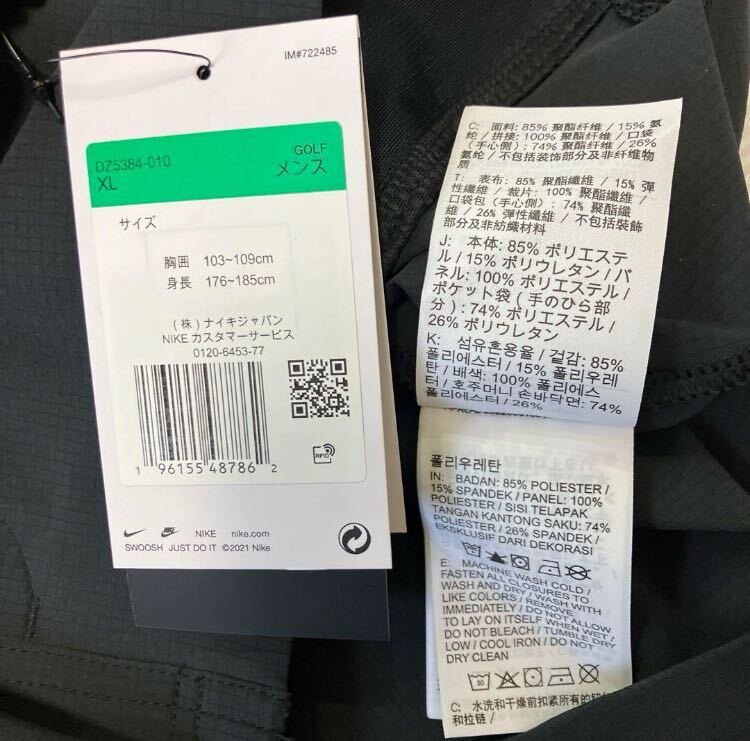 IM#722485
DZ5384-010
GOLF
XL
メンズ
サイズ
胸囲 103~109cm
身長 176~185cm
(株)ナイキジャパン
NIKE カスタマーサービス
0120-6453-77
1 96155 48786 2
RFID
NIKE nike.com
SWOOSH JUST DO IT ©2021 Nike
C: 面料: 85% 聚酯纤维 / 15% 氨
纶 / 拼接: 100% 聚酯纤维 / 口袋
(手心侧) : 74% 聚酯纤维 / 26%
氨纶 / 不包括装饰部分及非纤维物
质
T: 表布: 85% 聚酯纖維 / 15% 彈
性纖維 / 裁片: 100% 聚酯纖維 /
口袋包 (手心側) : 74% 聚酯纖
維 / 26% 彈性纖維 / 不包括裝飾
部分及非紡織材料
J: 本体: 85% ポリエステ
ル / 15% ポリウレタン / パ
ネル: 100% ポリエステル /
ポケット袋 (手のひら部
分) : 74% ポリエステル /
26% ポリウレタン
K: 섬유혼용율 / 겉감: 85%
폴리에스터 / 15% 폴리우레
탄 / 배색: 100% 폴리에스
터 / 호주머니 손바닥면: 74%
폴리에스터 / 26%
폴리우레탄
IN: BADAN: 85% POLIESTER /
15% SPANDEK / PANEL: 100%
POLIESTER / SISI TELAPAK
TANGAN KANTONG SAKU: 74%
POLIESTER / 26% SPANDEK /
EKSKLUSIF DARI DEKORASI
E: MACHINE WASH COLD /
FASTEN ALL CLOSURES TO
WASH AND DRY / WASH WITH
LIKE COLORS / REMOVE
IMMEDIATELY / DO NOT ALLOW
TO LAY ON ITSELF WHEN WET /
DO NOT BLEACH / TUMBLE DRY
LOW / COOL IRON / DO NOT
DRY CLEAN
30
C: 水洗和干燥前扣紧所有的钮扣
和拉链 /